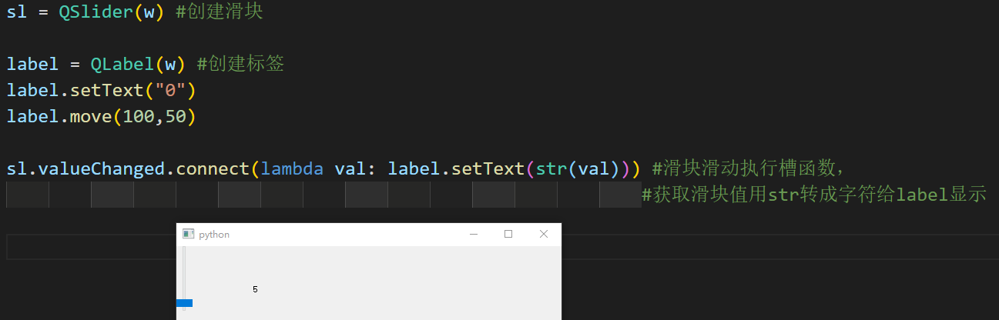 sl = QSlider(w) #创建滑块
label = QLabel(w) #创建标签
label.setText("0")
label.move(100,50)
sl.valueChanged.connect(lambda val: label.setText(str(val))) #滑块滑动执行槽函数，
#获取滑块值用str转成字符给label显示
python
5